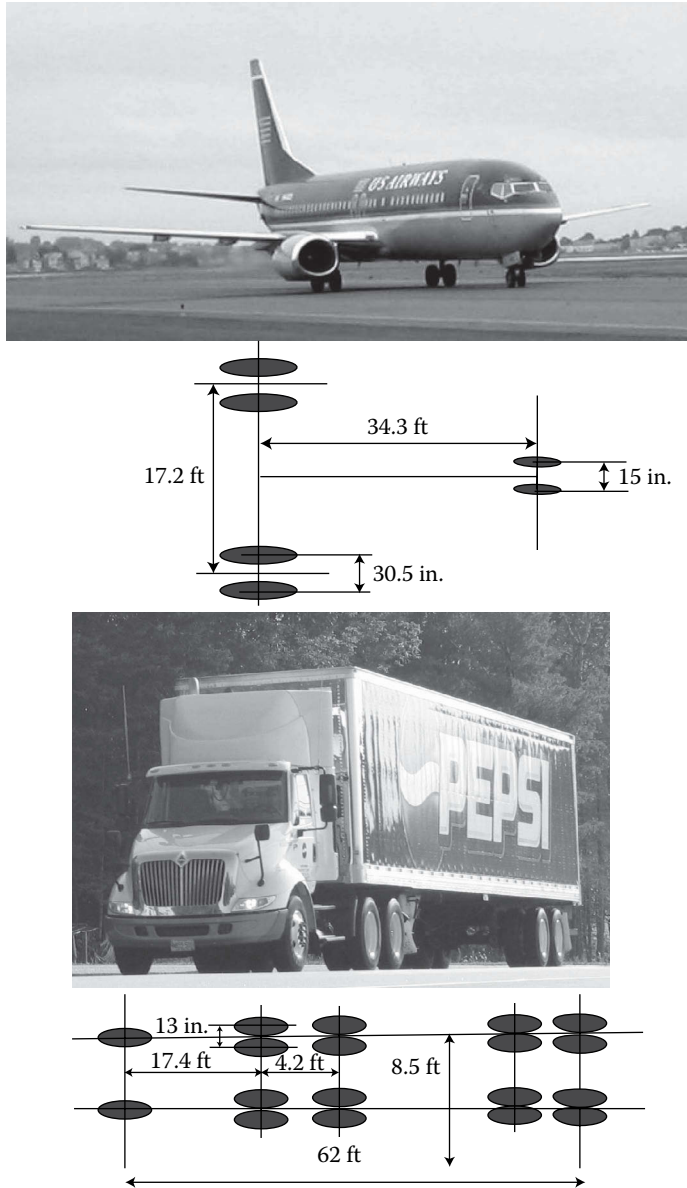 US AIRWAYS
34.3 ft
17.2 ft
15 in.
30.5 in.
PEPSI
13 in.
17.4 ft
4.2 ft
8.5 ft
62 ft